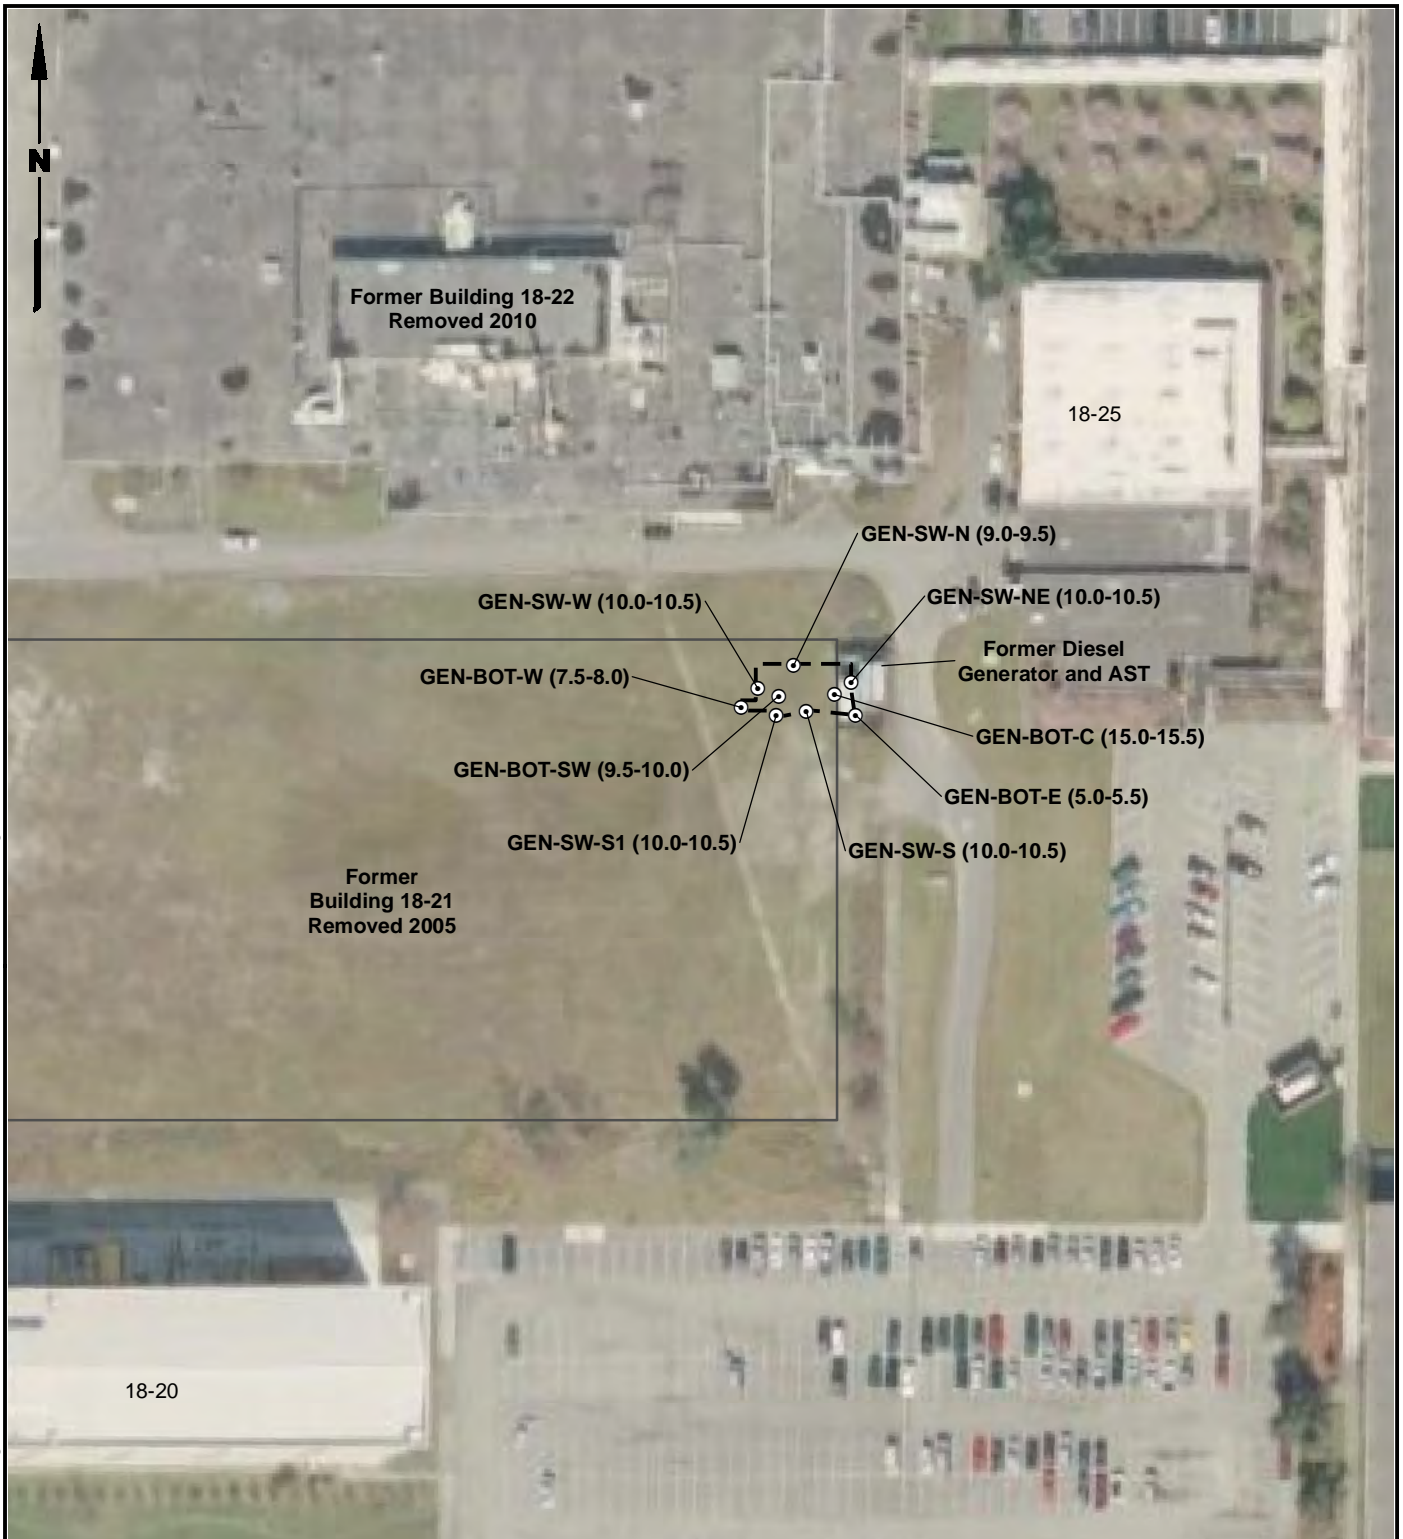 N
Former Building 18-22
Removed 2010
18-25
GEN-SW-N (9.0-9.5)
GEN-SW-W (10.0-10.5)
GEN-SW-NE (10.0-10.5)
Former Diesel
Generator and AST
GEN-BOT-W (7.5-8.0)
GEN-BOT-C (15.0-15.5)
GEN-BOT-SW (9.5-10.0)
GEN-BOT-E (5.0-5.5)
GEN-SW-S1 (10.0-10.5)
GEN-SW-S (10.0-10.5)
Former
Building 18-21
Removed 2005
18-20